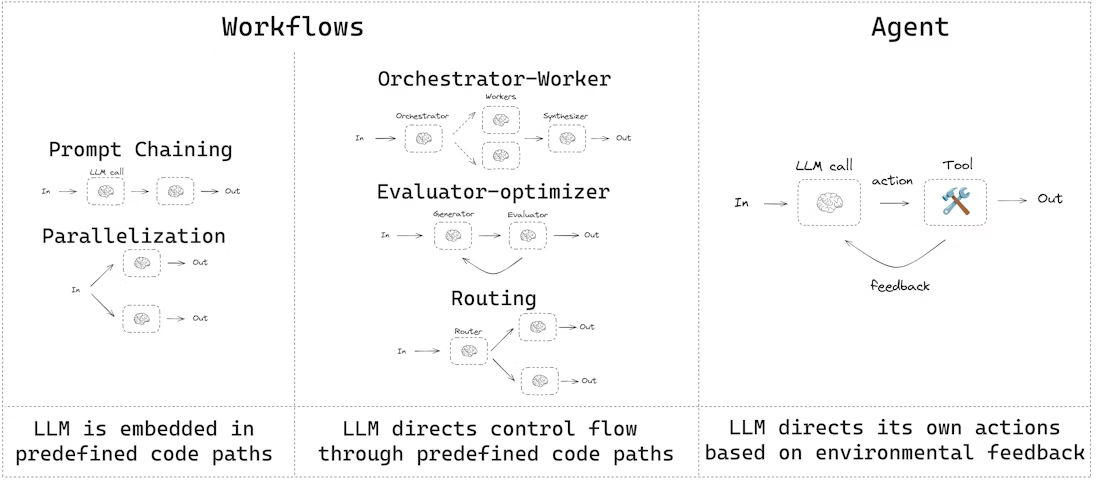 Workflows
Agent
Prompt Chaining
LLM call
In
Out
Parallelization
In
Out
Out
Orchestrator-Worker
Workers
Orchestrator
Synthesizer
In
Out
Evaluator-optimizer
Generator
Evaluator
In
Out
Routing
Router
In
Out
Out
LLM call
Tool
action
In
Out
feedback
LLM is embedded in
predefined code paths
LLM directs control flow
through predefined code paths
LLM directs its own actions
based on environmental feedback